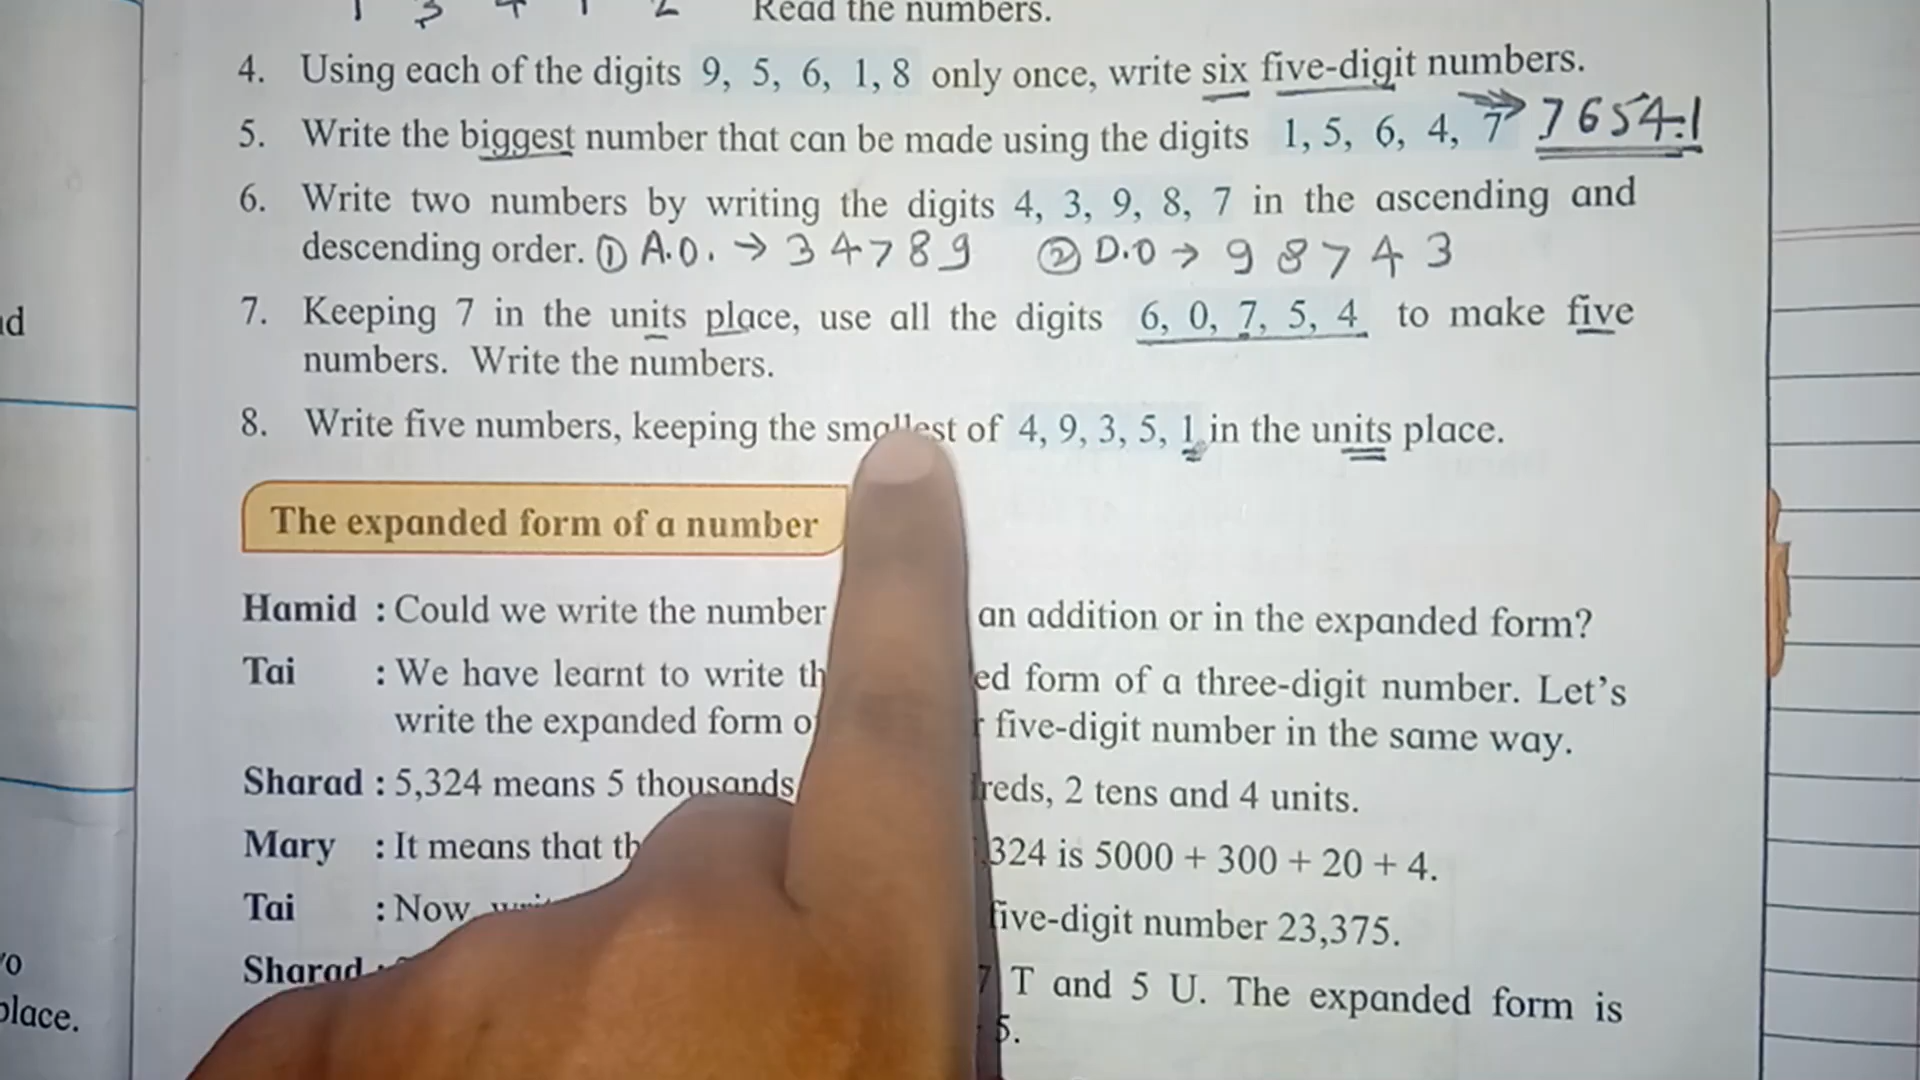 1 3 4 1 2 Read the numbers.
4. Using each of the digits 9, 5, 6, 1, 8 only once, write six five-digit numbers.
5. Write the biggest number that can be made using the digits 1, 5, 6, 4, 7 76541
6. Write two numbers by writing the digits 4, 3, 9, 8, 7 in the ascending and
descending order. ① A.O. → 34789 ② D.O → 98743
7. Keeping 7 in the units place, use all the digits 6, 0, 7, 5, 4 to make five
numbers. Write the numbers.
8. Write five numbers, keeping the smallest of 4, 9, 3, 5, 1 in the units place.
The expanded form of a number
Hamid : Could we write the number an addition or in the expanded form?
Tai : We have learnt to write form of a three-digit number. Let's
write the expanded form five-digit number in the same way.
Sharad : 5,324 means 5 thousands, 2 tens and 4 units.
Mary : It means that 324 is 5000 + 300 + 20 + 4.
Tai : Now five-digit number 23,375.
Sharad T and 5 U. The expanded form is
5.
place.